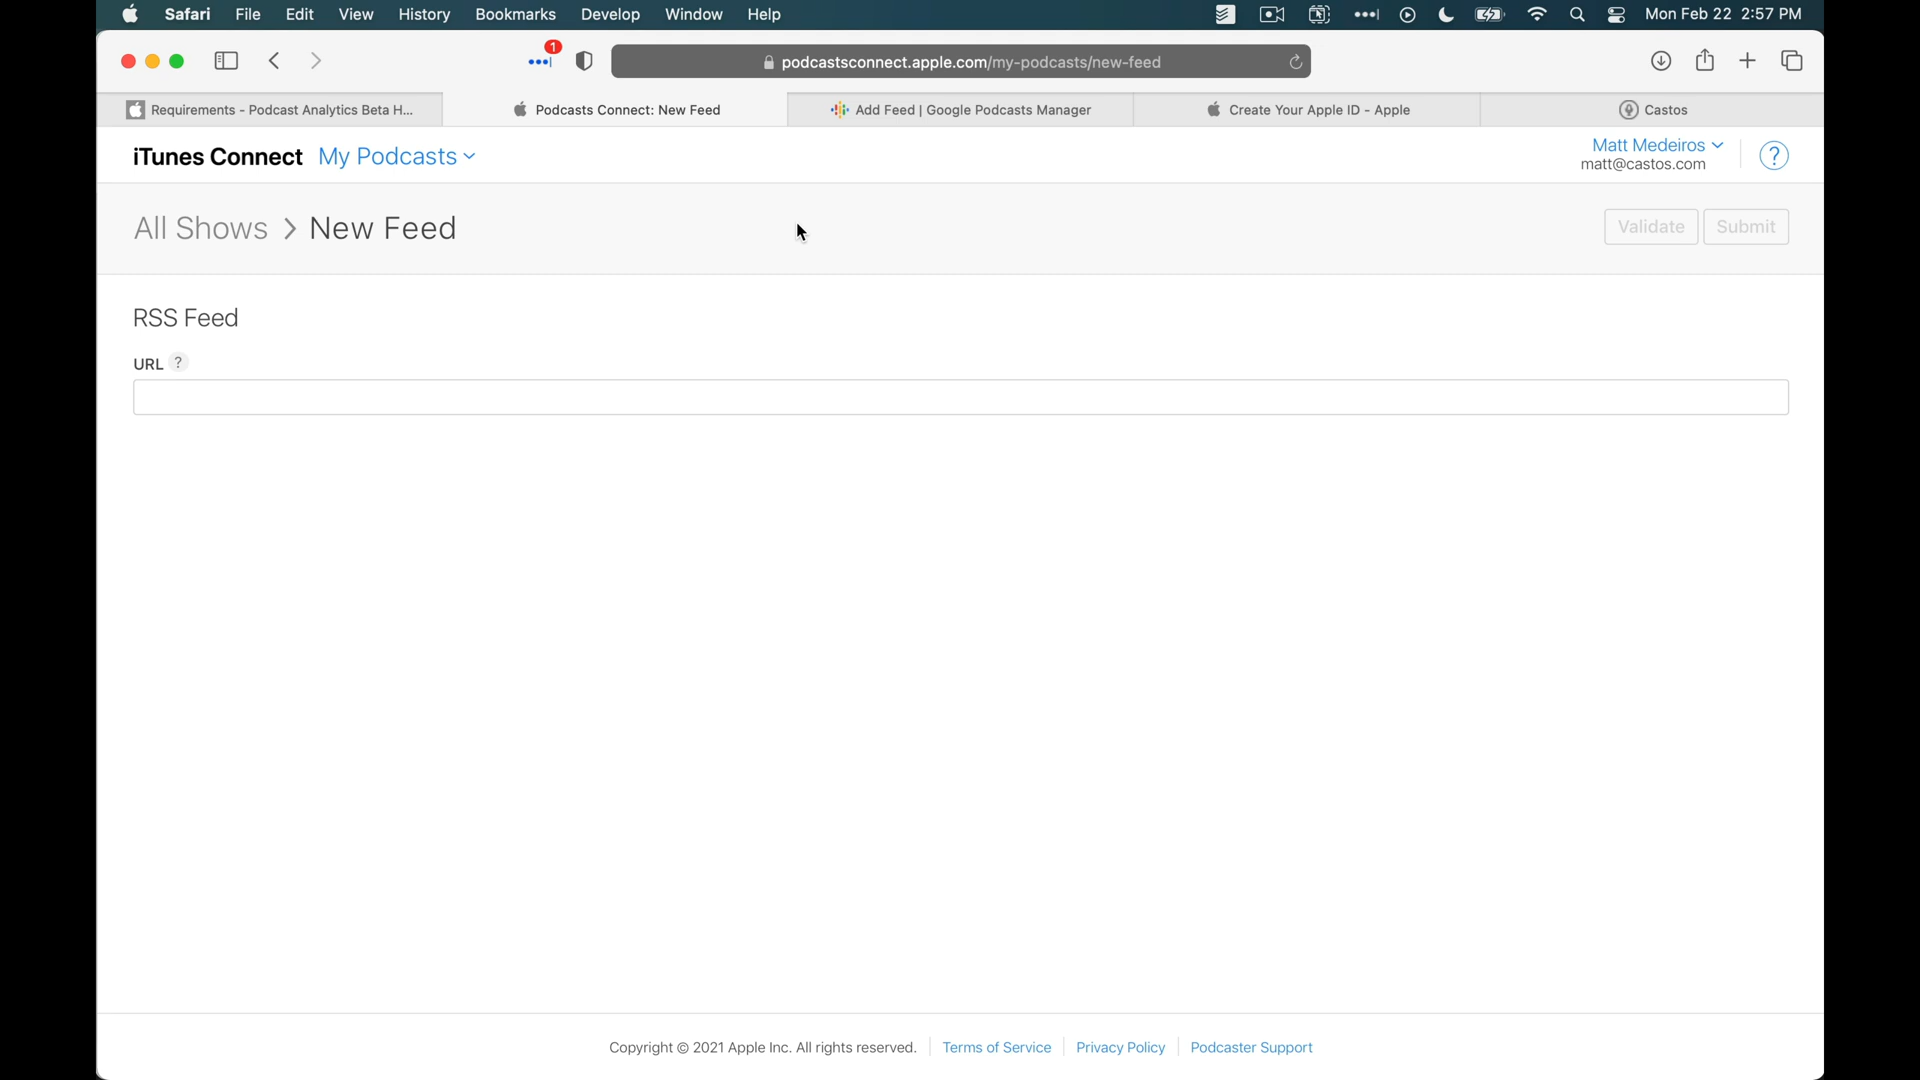 Safari File Edit View History Bookmarks Develop Window Help Mon Feb 22 2:57 PM
1
podcastsconnect.apple.com/my-podcasts/new-feed
Requirements - Podcast Analytics Beta H... Podcasts Connect: New Feed Add Feed | Google Podcasts Manager Create Your Apple ID - Apple Castos
iTunes Connect My Podcasts Matt Medeiros
matt@castos.com
?
All Shows > New Feed Validate Submit
RSS Feed
URL ?
Copyright © 2021 Apple Inc. All rights reserved. Terms of Service Privacy Policy Podcaster Support